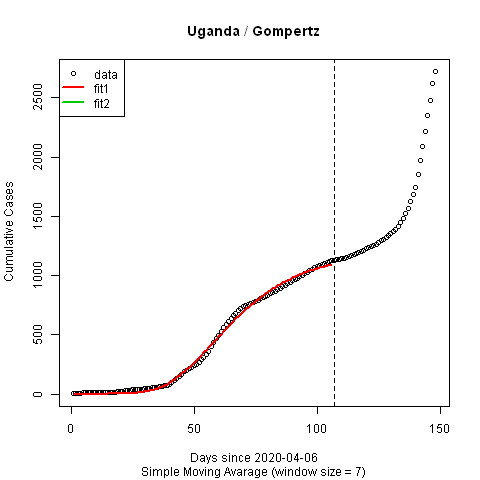 Uganda / Gompertz
data
fit1
fit2
Cumulative Cases
2500
2000
1500
1000
500
0
0 50 100 150
Days since 2020-04-06
Simple Moving Avarage (window size = 7)